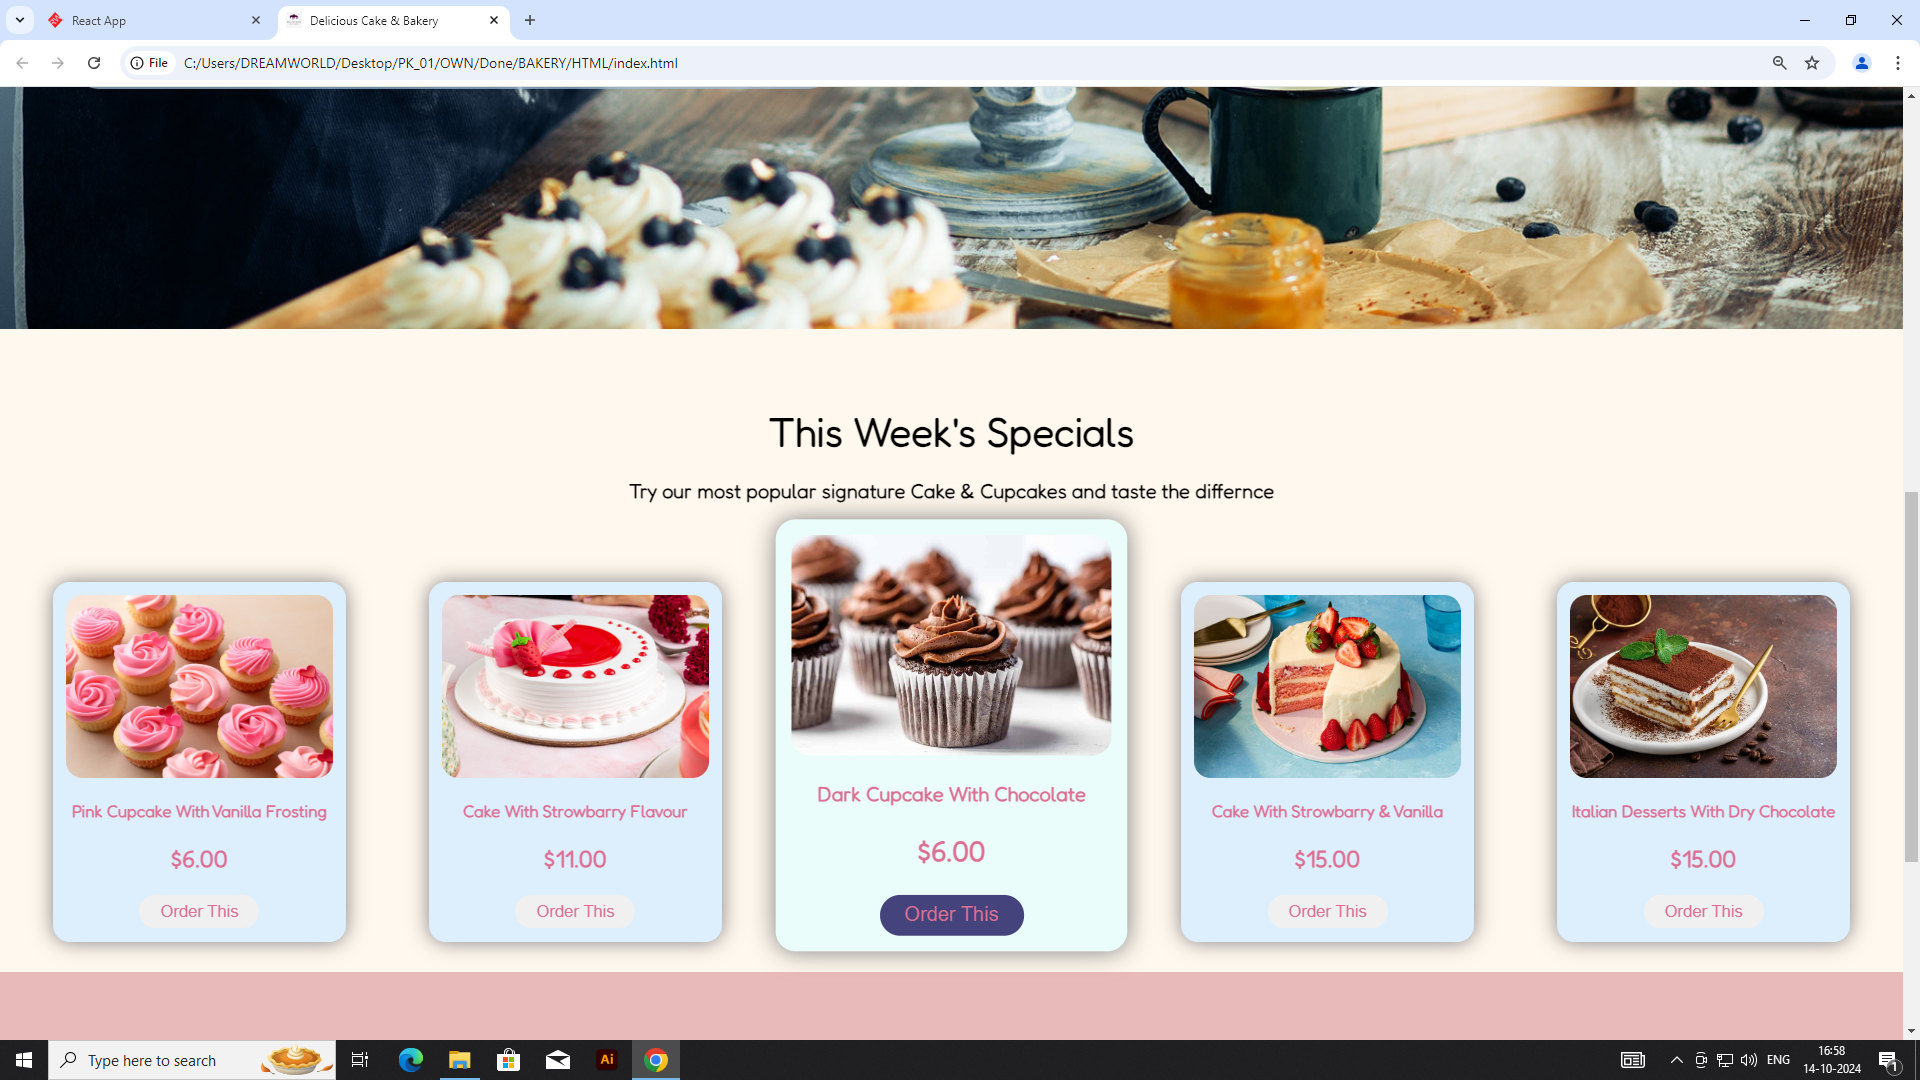 React App
Delicious Cake & Bakery
File
C:/Users/DREAMWORLD/Desktop/PK_01/OWN/Done/BAKERY/HTML/index.html
This Week's Specials
Try our most popular signature Cake & Cupcakes and taste the differnce
Pink Cupcake With Vanilla Frosting
$6.00
Order This
Cake With Strowbarry Flavour
$11.00
Order This
Dark Cupcake With Chocolate
$6.00
Order This
Cake With Strowbarry & Vanilla
$15.00
Order This
Italian Desserts With Dry Chocolate
$15.00
Order This
Type here to search
Ai
ENG
16:58
14-10-2024
1